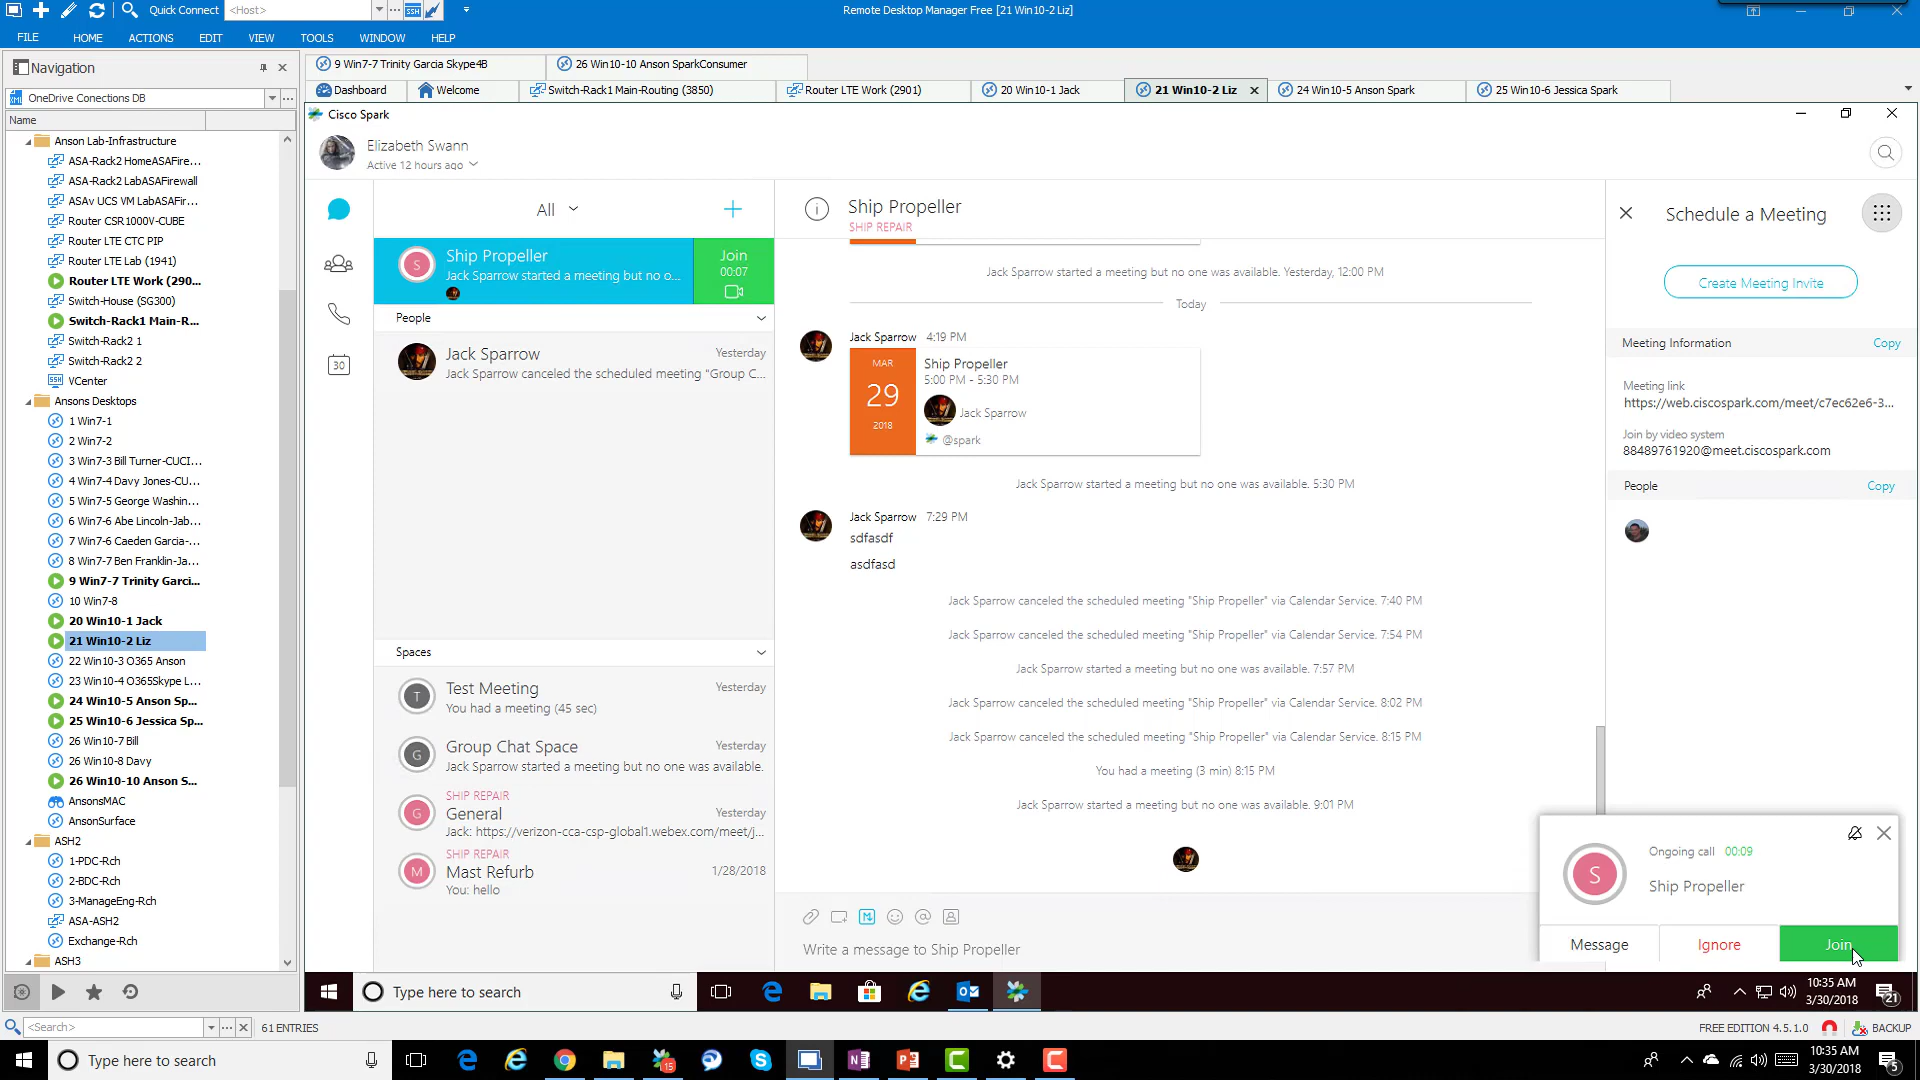 Quick Connect
<Host>
SSH
Remote Desktop Manager Free [21 Win10-2 Liz]
FILE
HOME
ACTIONS
EDIT
VIEW
TOOLS
WINDOW
HELP
Navigation
OneDrive Conections DB
Name
Anson Lab-Infrastructure
ASA-Rack2 HomeASAFire...
ASA-Rack2 LabASAFirewall
ASAv UCS VM LabASAFir...
Router CSR1000V-CUBE
Router LTE CTC PIP
Router LTE Lab (1941)
Router LTE Work (290...
Switch-House (SG300)
Switch-Rack1 Main-R...
Switch-Rack2 1
Switch-Rack2 2
SSH
VCenter
Ansons Desktops
1 Win7-1
2 Win7-2
3 Win7-3 Bill Turner-CUCI...
4 Win7-4 Davy Jones-CU...
5 Win7-5 George Washin...
6 Win7-6 Abe Lincoln-Jab...
7 Win7-6 Caeden Garcia-...
8 Win7-7 Ben Franklin-Ja...
9 Win7-7 Trinity Garci...
10 Win7-8
20 Win10-1 Jack
21 Win10-2 Liz
22 Win10-3 O365 Anson
23 Win10-4 O365Skype L...
24 Win10-5 Anson Sp...
25 Win10-6 Jessica Sp...
26 Win10-7 Bill
26 Win10-8 Davy
26 Win10-10 Anson S...
AnsonsMAC
AnsonSurface
ASH2
1-PDC-Rch
2-BDC-Rch
3-ManageEng-Rch
ASA-ASH2
Exchange-Rch
ASH3
9 Win7-7 Trinity Garcia Skype4B
26 Win10-10 Anson SparkConsumer
Dashboard
Welcome
Switch-Rack1 Main-Routing (3850)
Router LTE Work (2901)
20 Win10-1 Jack
21 Win10-2 Liz
24 Win10-5 Anson Spark
25 Win10-6 Jessica Spark
Cisco Spark
Elizabeth Swann
Active 12 hours ago
30
All
S
Ship Propeller
Jack Sparrow started a meeting but no o...
Join
00:07
People
Jack Sparrow
Yesterday
Jack Sparrow canceled the scheduled meeting "Group C...
Spaces
T
Test Meeting
Yesterday
You had a meeting (45 sec)
G
Group Chat Space
Yesterday
Jack Sparrow started a meeting but no one was available.
SHIP REPAIR
G
General
Yesterday
Jack: https://verizon-cca-csp-global1.webex.com/meet/j...
SHIP REPAIR
M
Mast Refurb
1/28/2018
You: hello
Ship Propeller
SHIP REPAIR
Jack Sparrow started a meeting but no one was available. Yesterday, 12:00 PM
Today
Jack Sparrow 4:19 PM
MAR
29
2018
Ship Propeller
5:00 PM - 5:30 PM
Jack Sparrow
@spark
Jack Sparrow started a meeting but no one was available. 5:30 PM
Jack Sparrow 7:29 PM
sdfasdf
asdfasd
Jack Sparrow canceled the scheduled meeting "Ship Propeller" via Calendar Service. 7:40 PM
Jack Sparrow canceled the scheduled meeting "Ship Propeller" via Calendar Service. 7:54 PM
Jack Sparrow started a meeting but no one was available. 7:57 PM
Jack Sparrow canceled the scheduled meeting "Ship Propeller" via Calendar Service. 8:02 PM
Jack Sparrow canceled the scheduled meeting "Ship Propeller" via Calendar Service. 8:15 PM
You had a meeting (3 min) 8:15 PM
Jack Sparrow started a meeting but no one was available. 9:01 PM
Write a message to Ship Propeller
Schedule a Meeting
Create Meeting Invite
Meeting Information
Copy
Meeting link
https://web.ciscospark.com/meet/c7ec62e6-3...
Join by video system
88489761920@meet.ciscospark.com
People
Copy
S
Ongoing call 00:09
Ship Propeller
Message
Ignore
Join
Type here to search
10:35 AM
3/30/2018
21
<Search>
61 ENTRIES
FREE EDITION 4.5.1.0
BACKUP
Type here to search
15
10:35 AM
3/30/2018
5